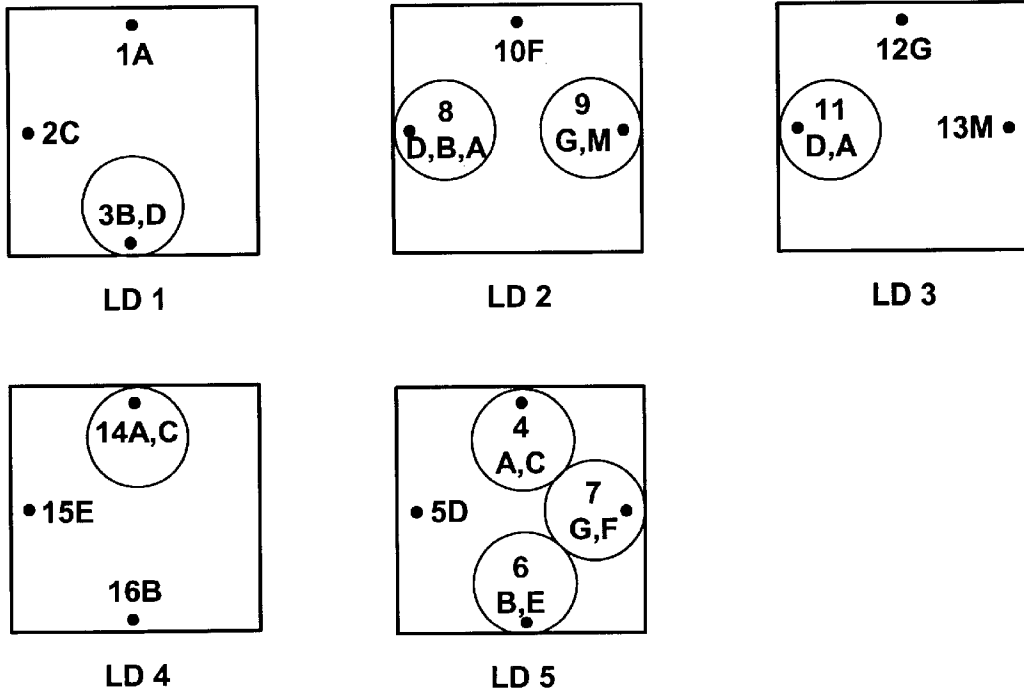 1A
2C
3B,D
LD 1
10F
8
D,B,A
9
G,M
LD 2
12G
11
D,A
13M
LD 3
14A,C
15E
16B
LD 4
4
A,C
5D
7
G,F
6
B,E
LD 5